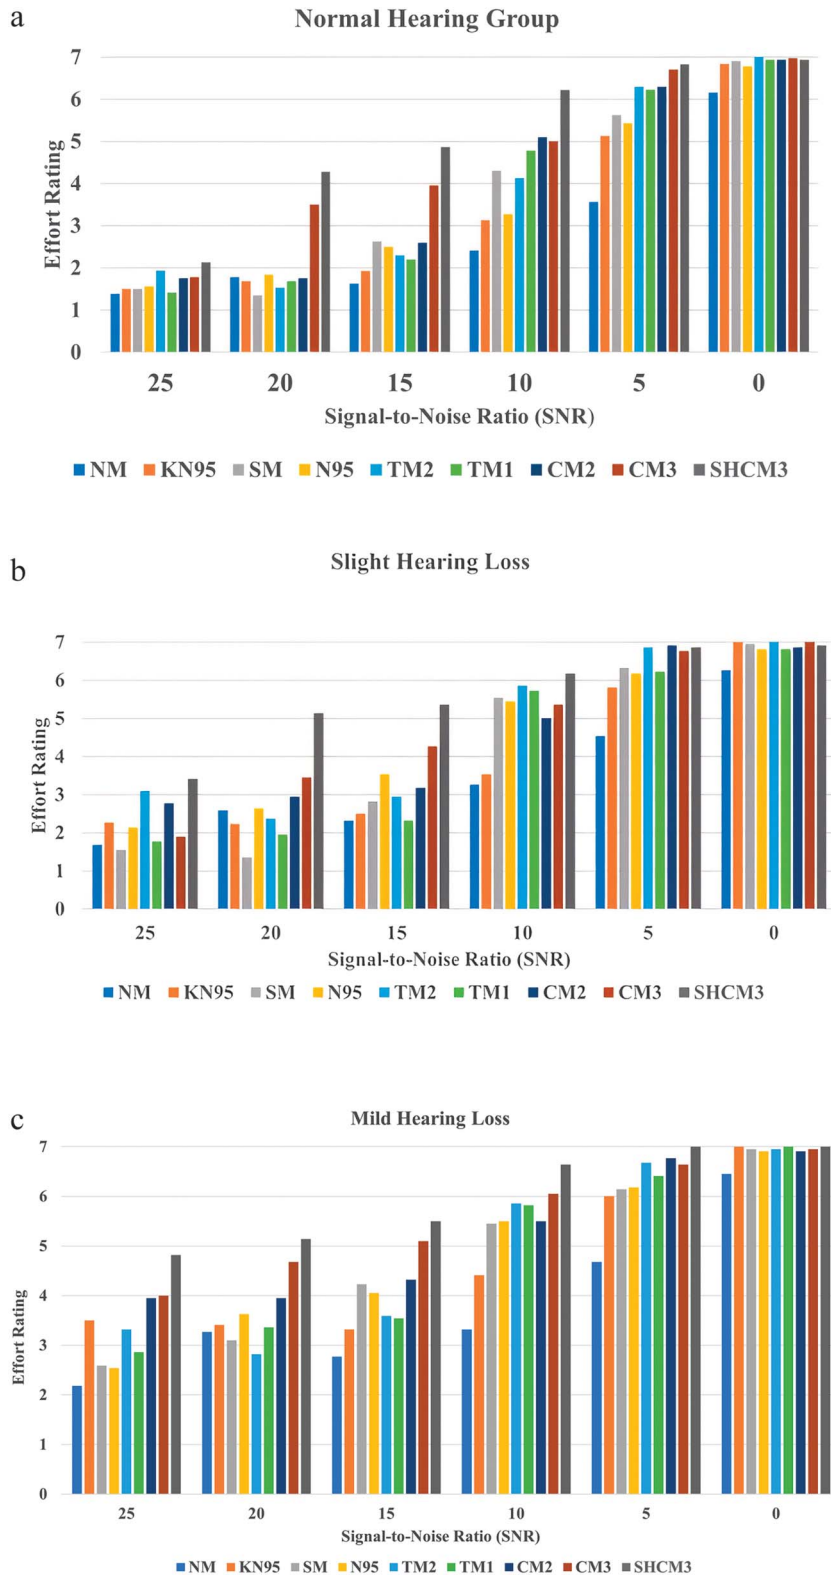 a
Normal Hearing Group
7
6
5
4
3
2
1
0
Effort Rating
25 20 15 10 5 0
Signal-to-Noise Ratio (SNR)
NM KN95 SM N95 TM2 TM1 CM2 CM3 SHCM3
b
Slight Hearing Loss
7
6
5
4
3
2
1
0
Effort Rating
25 20 15 10 5 0
Signal-to-Noise Ratio (SNR)
NM KN95 SM N95 TM2 TM1 CM2 CM3 SHCM3
c
Mild Hearing Loss
7
6
5
4
3
2
1
0
Effort Rating
25 20 15 10 5 0
Signal-to-Noise Ratio (SNR)
NM KN95 SM N95 TM2 TM1 CM2 CM3 SHCM3